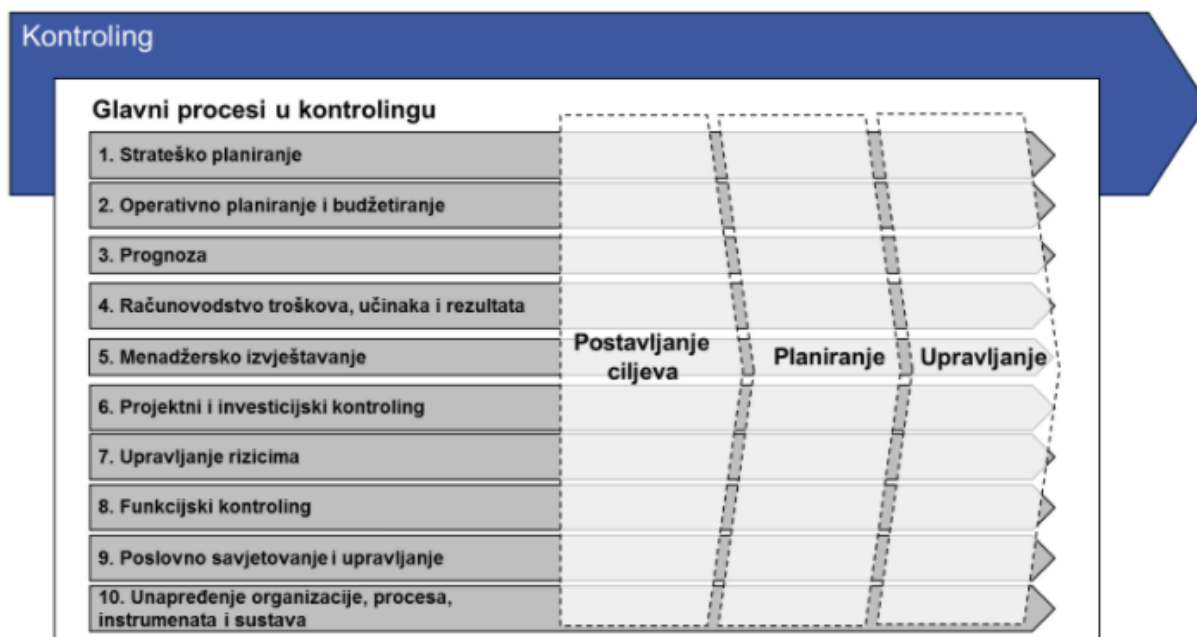 Kontroling
Glavni procesi u kontrolingu
1. Strateško planiranje
2. Operativno planiranje i budžetiranje
3. Prognoza
4. Računovodstvo troškova, učinaka i rezultata
5. Menadžersko izvještavanje
6. Projektni i investicijski kontroling
7. Upravljanje rizicima
8. Funkcijski kontroling
9. Poslovno savjetovanje i upravljanje
10. Unapređenje organizacije, procesa,
instrumenata i sustava
Postavljanje
ciljeva
Planiranje
Upravljanje